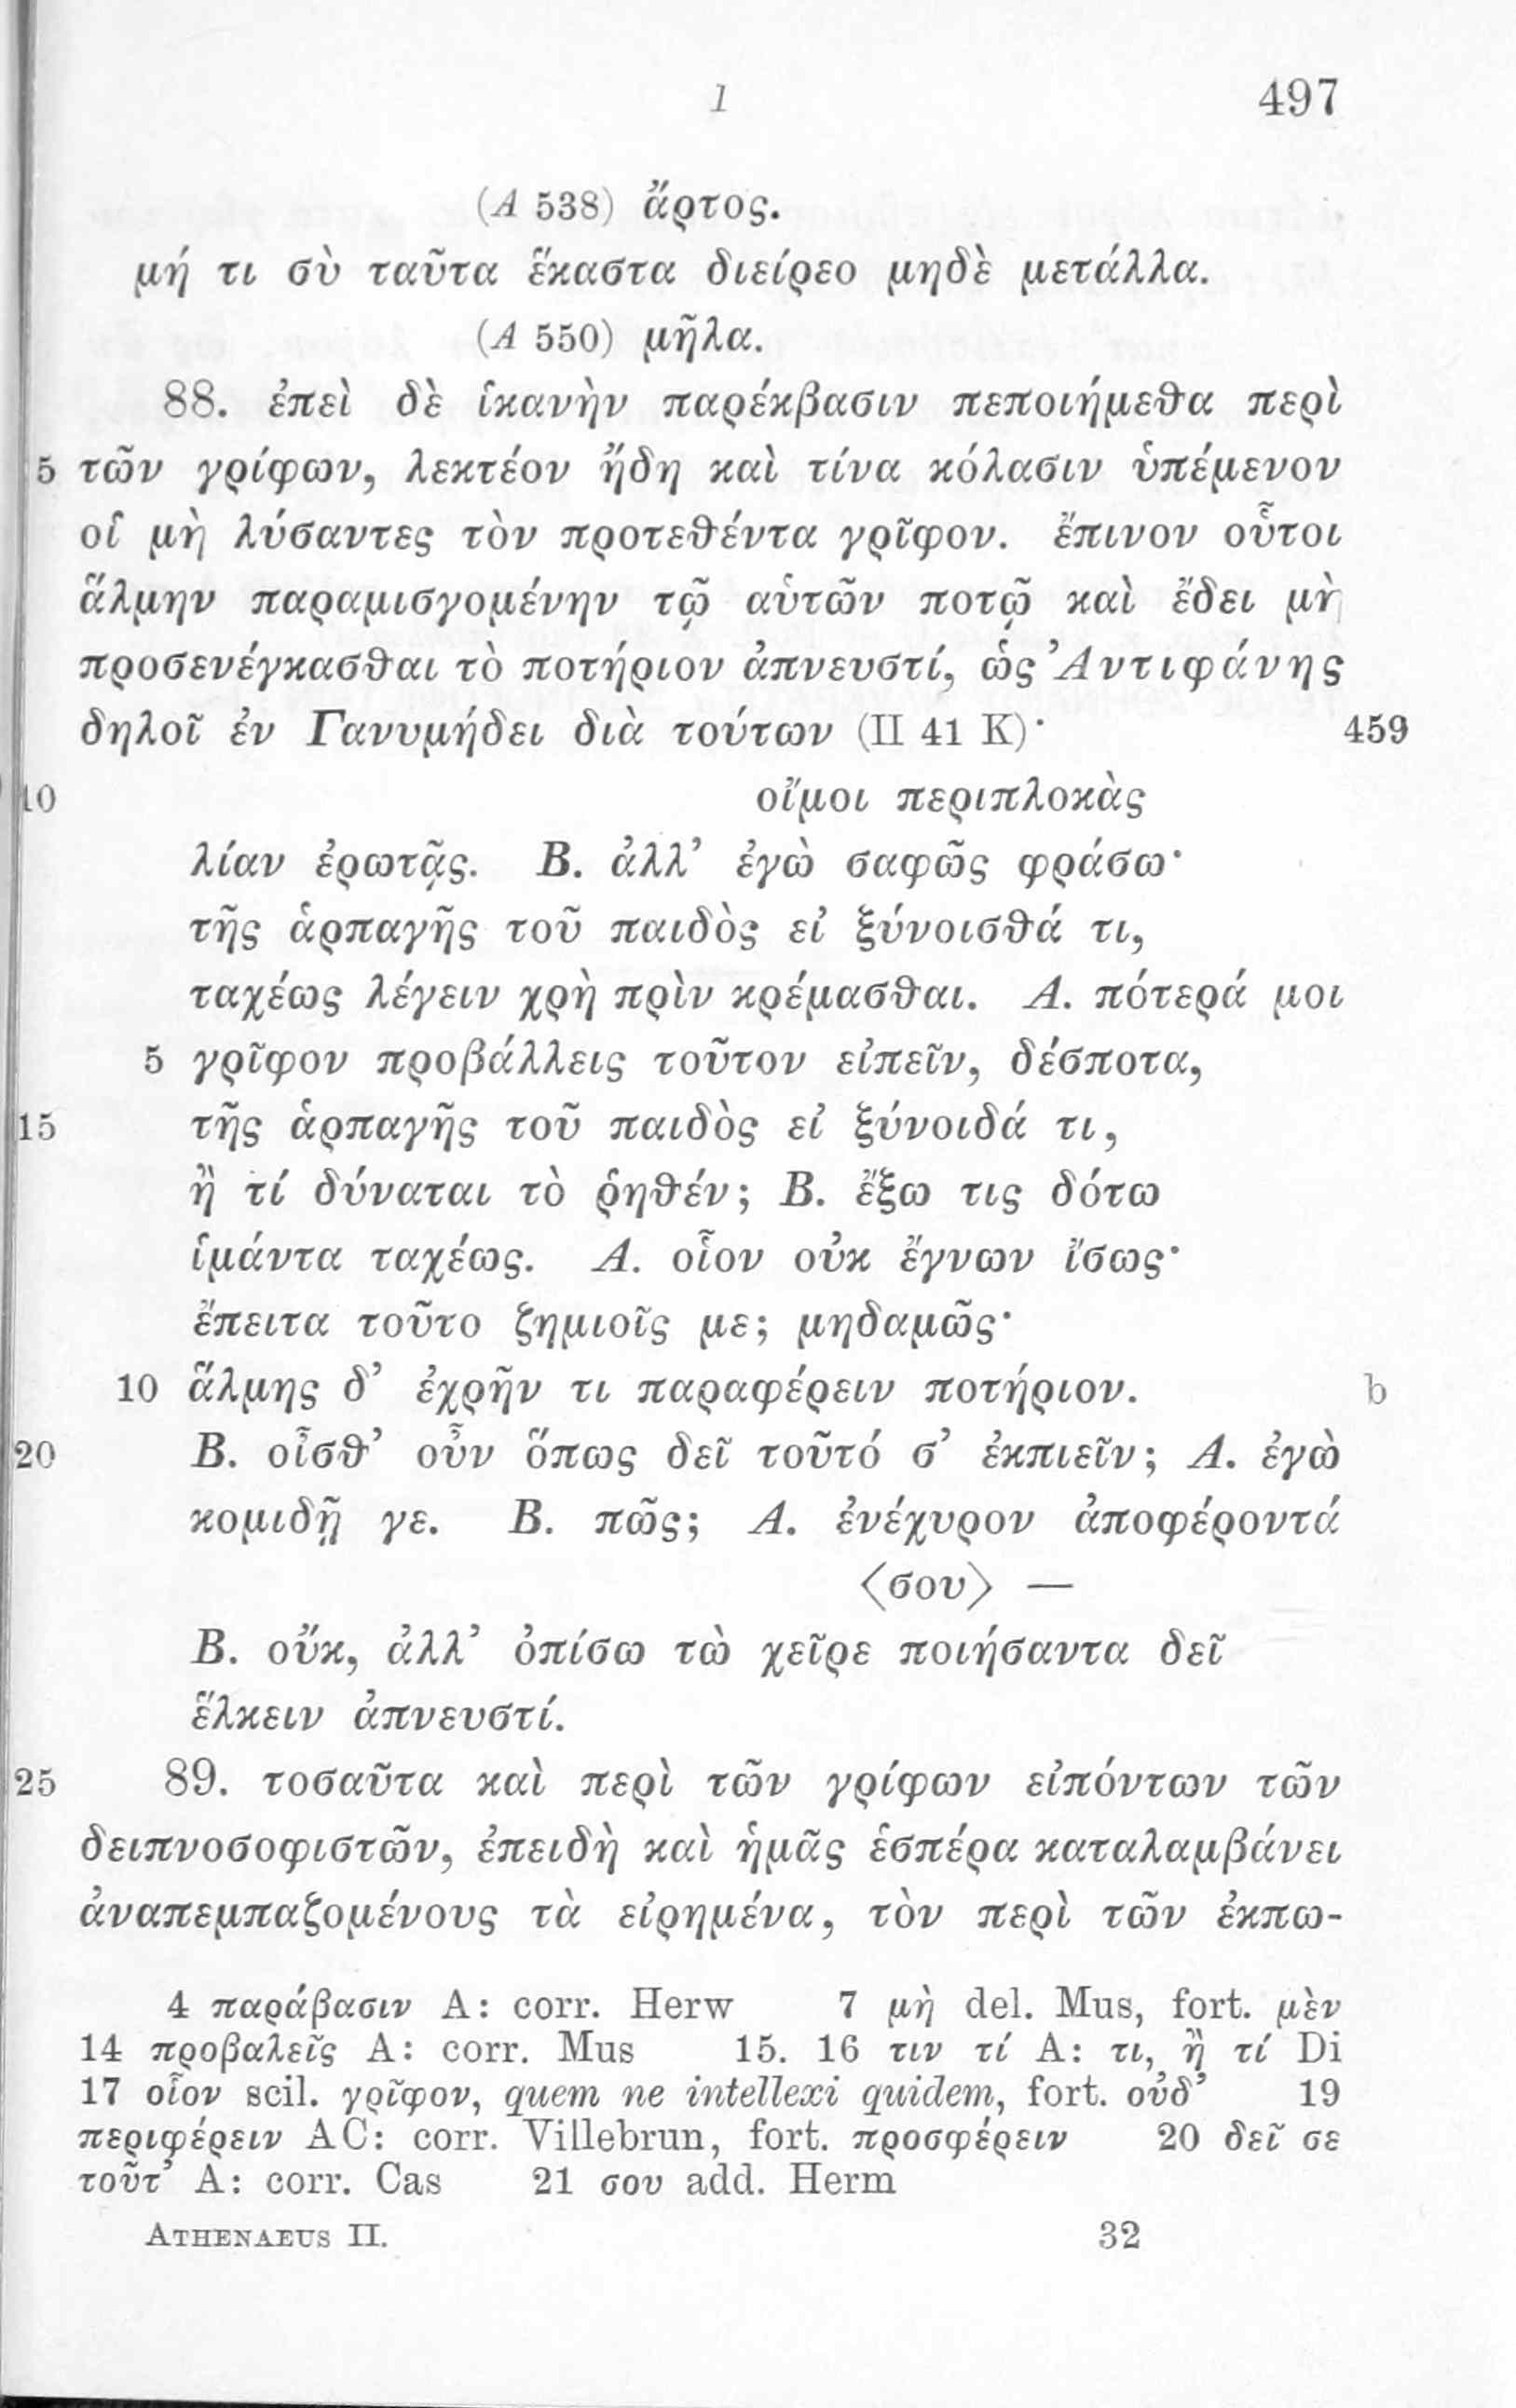 1 497
(Α 538) ἄρτος.
μή τι σὺ ταῦτα ἕκαστα διείρεο μηδὲ μετάλλα.
(Α 550) μῆλα.
88. ἐπεὶ δὲ ἱκανὴν παρέκβασιν πεποιήμεθα περὶ
5 τῶν γρίφων, λεκτέον ἤδη καὶ τίνα κόλασιν ὑπέμενον
οἱ μὴ λύσαντες τὸν προτεθέντα γρῖφον. ἔπινον οὗτοι
ἅλμην παραμισγομένην τῷ αὑτῶν ποτῷ καὶ ἔδει μὴ
προσενέγκασθαι τὸ ποτήριον ἀπνευστί, ὡς Ἀντιφάνης
δηλοῖ ἐν Γανυμήδει διὰ τούτων (II 41 K)· 459
10 οἴμοι περιπλοκὰς
λίαν ἐρωτᾷς. Β. ἀλλ’ ἐγὼ σαφῶς φράσω·
τῆς ἁρπαγῆς τοῦ παιδὸς εἰ ξύνοισθά τι,
ταχέως λέγειν χρὴ πρὶν κρέμασθαι. Α. πότερά μοι
5 γρῖφον προβάλλεις τοῦτον εἰπεῖν, δέσποτα,
15 τῆς ἁρπαγῆς τοῦ παιδὸς εἰ ξύνοιδά τι,
ἢ τί δύναται τὸ ῥηθέν; Β. ἔξω τις δότω
ἱμάντα ταχέως. Α. οἷον οὐκ ἔγνων ἴσως·
ἔπειτα τοῦτο ζημιοῖς με; μηδαμῶς·
10 ἅλμης δ’ ἐχρῆν τι παραφέρειν ποτήριον. b
20 Β. οἶσθ’ οὖν ὅπως δεῖ τοῦτό σ’ ἐκπιεῖν; Α. ἐγὼ
κομιδῇ γε. Β. πῶς; Α. ἐνέχυρον ἀποφέροντά
〈σου〉 —
Β. οὔκ, ἀλλ’ ὀπίσω τὼ χεῖρε ποιήσαντα δεῖ
ἕλκειν ἀπνευστί.
25 89. τοσαῦτα καὶ περὶ τῶν γρίφων εἰπόντων τῶν
δειπνοσοφιστῶν, ἐπειδὴ καὶ ἡμᾶς ἑσπέρα καταλαμβάνει
ἀναπεμπαζομένους τὰ εἰρημένα, τὸν περὶ τῶν ἐκπω-
4 παράβασιν A: corr. Herw 7 μὴ del. Mus, fort. μὲν
14 προβαλεῖς A: corr. Mus 15. 16 τιν τί A: τι, ἢ τί Di
17 οἷον scil. γρῖφον, quem ne intellexi quidem, fort. οὐδ’ 19
περιφέρειν AC: corr. Villebrun, fort. προσφέρειν 20 δεῖ σε
τοῦτ’ A: corr. Cas 21 σου add. Herm
ATHENAEUS II. 32